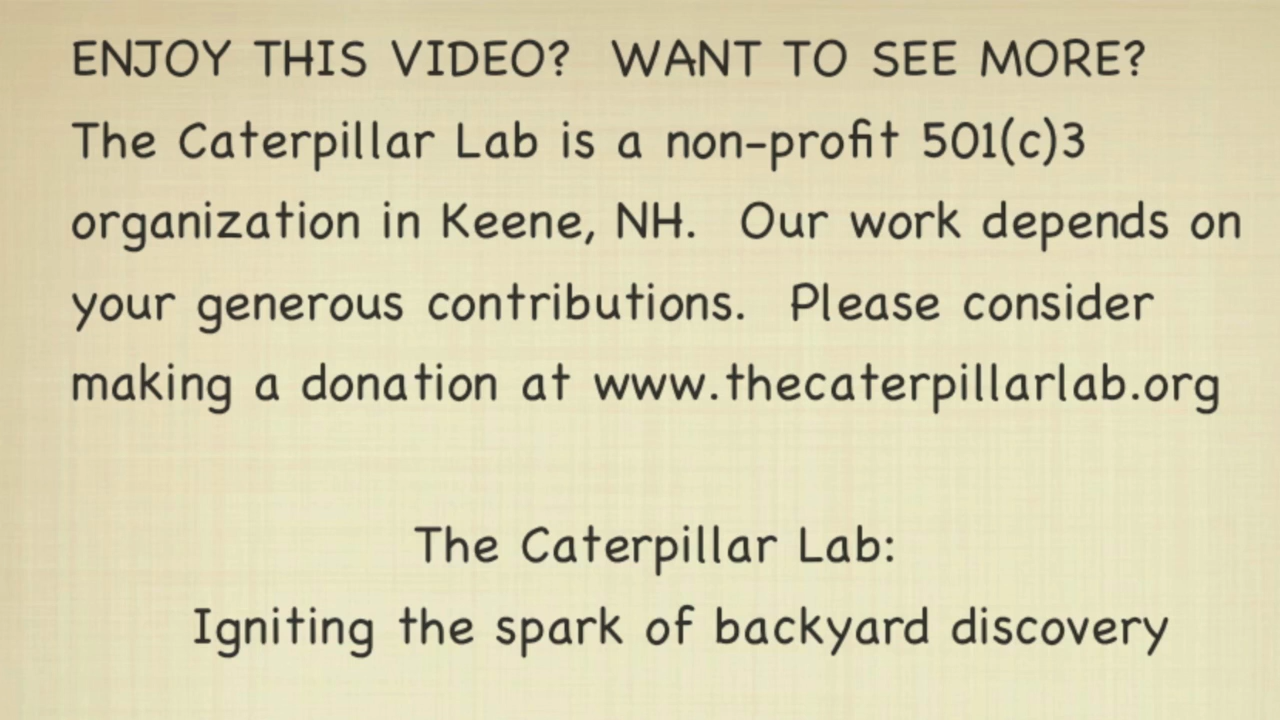 ENJOY THIS VIDEO?  WANT TO SEE MORE?
The Caterpillar Lab is a non-profit 501(c)3
organization in Keene, NH.  Our work depends on
your generous contributions.  Please consider
making a donation at www.thecaterpillarlab.org
The Caterpillar Lab:
Igniting the spark of backyard discovery